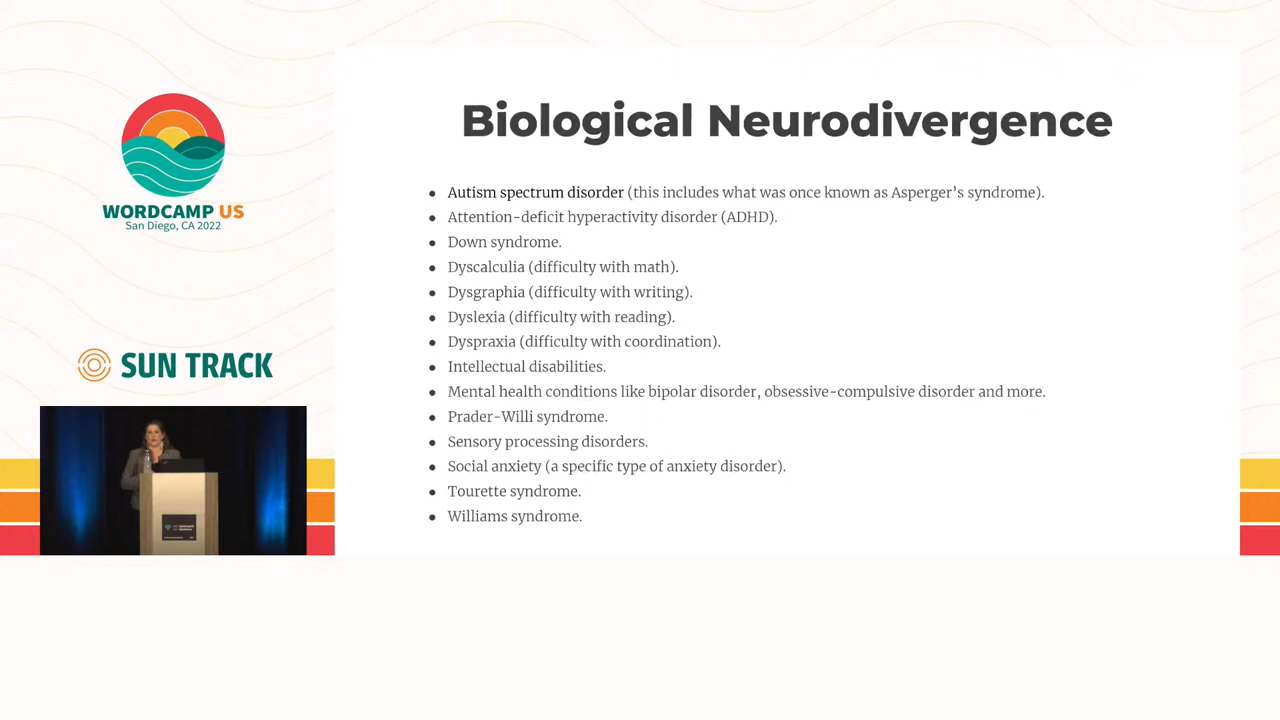 Biological Neurodivergence
WORDCAMP US
San Diego, CA 2022
SUN TRACK
● Autism spectrum disorder (this includes what was once known as Asperger’s syndrome).
● Attention-deficit hyperactivity disorder (ADHD).
● Down syndrome.
● Dyscalculia (difficulty with math).
● Dysgraphia (difficulty with writing).
● Dyslexia (difficulty with reading).
● Dyspraxia (difficulty with coordination).
● Intellectual disabilities.
● Mental health conditions like bipolar disorder, obsessive-compulsive disorder and more.
● Prader-Willi syndrome.
● Sensory processing disorders.
● Social anxiety (a specific type of anxiety disorder).
● Tourette syndrome.
● Williams syndrome.